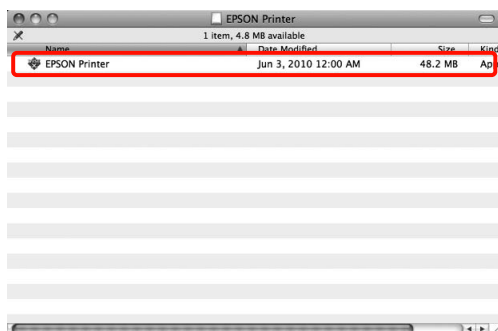 EPSON Printer
1 item, 4.8 MB available
Name Date Modified Size Kind
EPSON Printer Jun 3, 2010 12:00 AM 48.2 MB